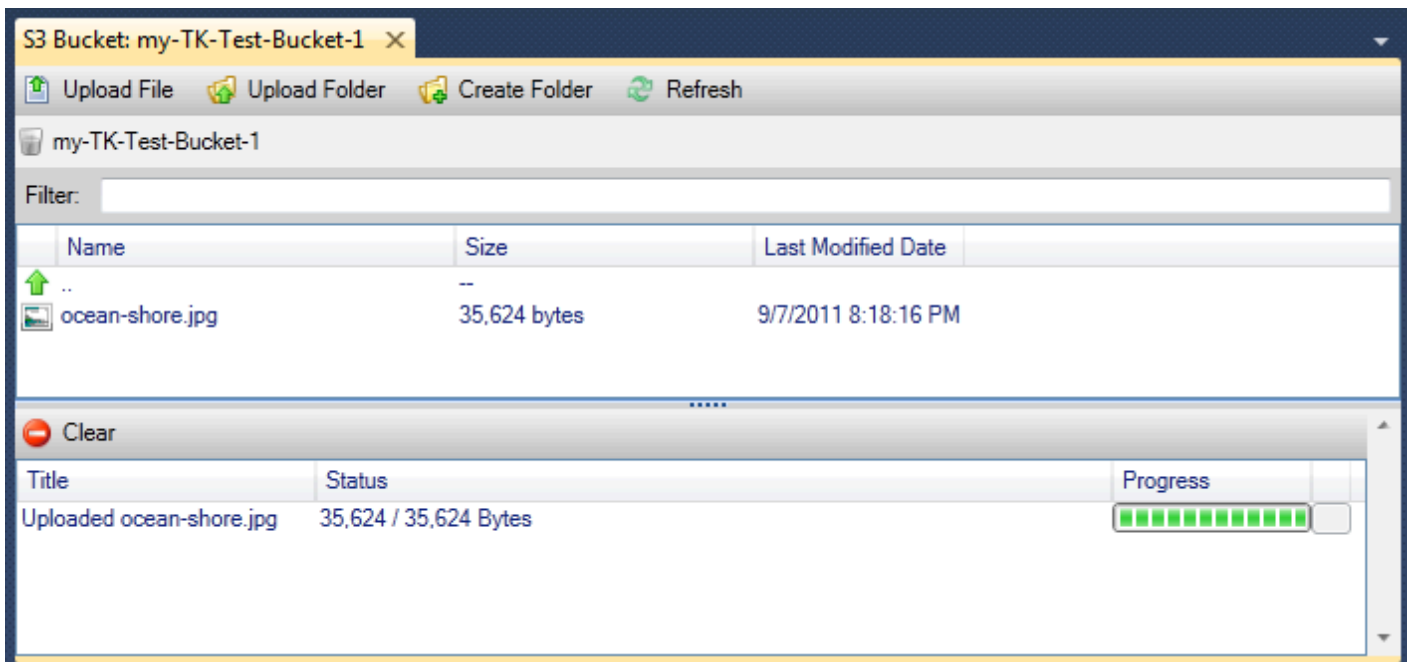 S3 Bucket: my-TK-Test-Bucket-1
Upload File Upload Folder Create Folder Refresh
my-TK-Test-Bucket-1
Filter:
Name Size Last Modified Date
.. --
ocean-shore.jpg 35,624 bytes 9/7/2011 8:18:16 PM
Clear
Title Status Progress
Uploaded ocean-shore.jpg 35,624 / 35,624 Bytes